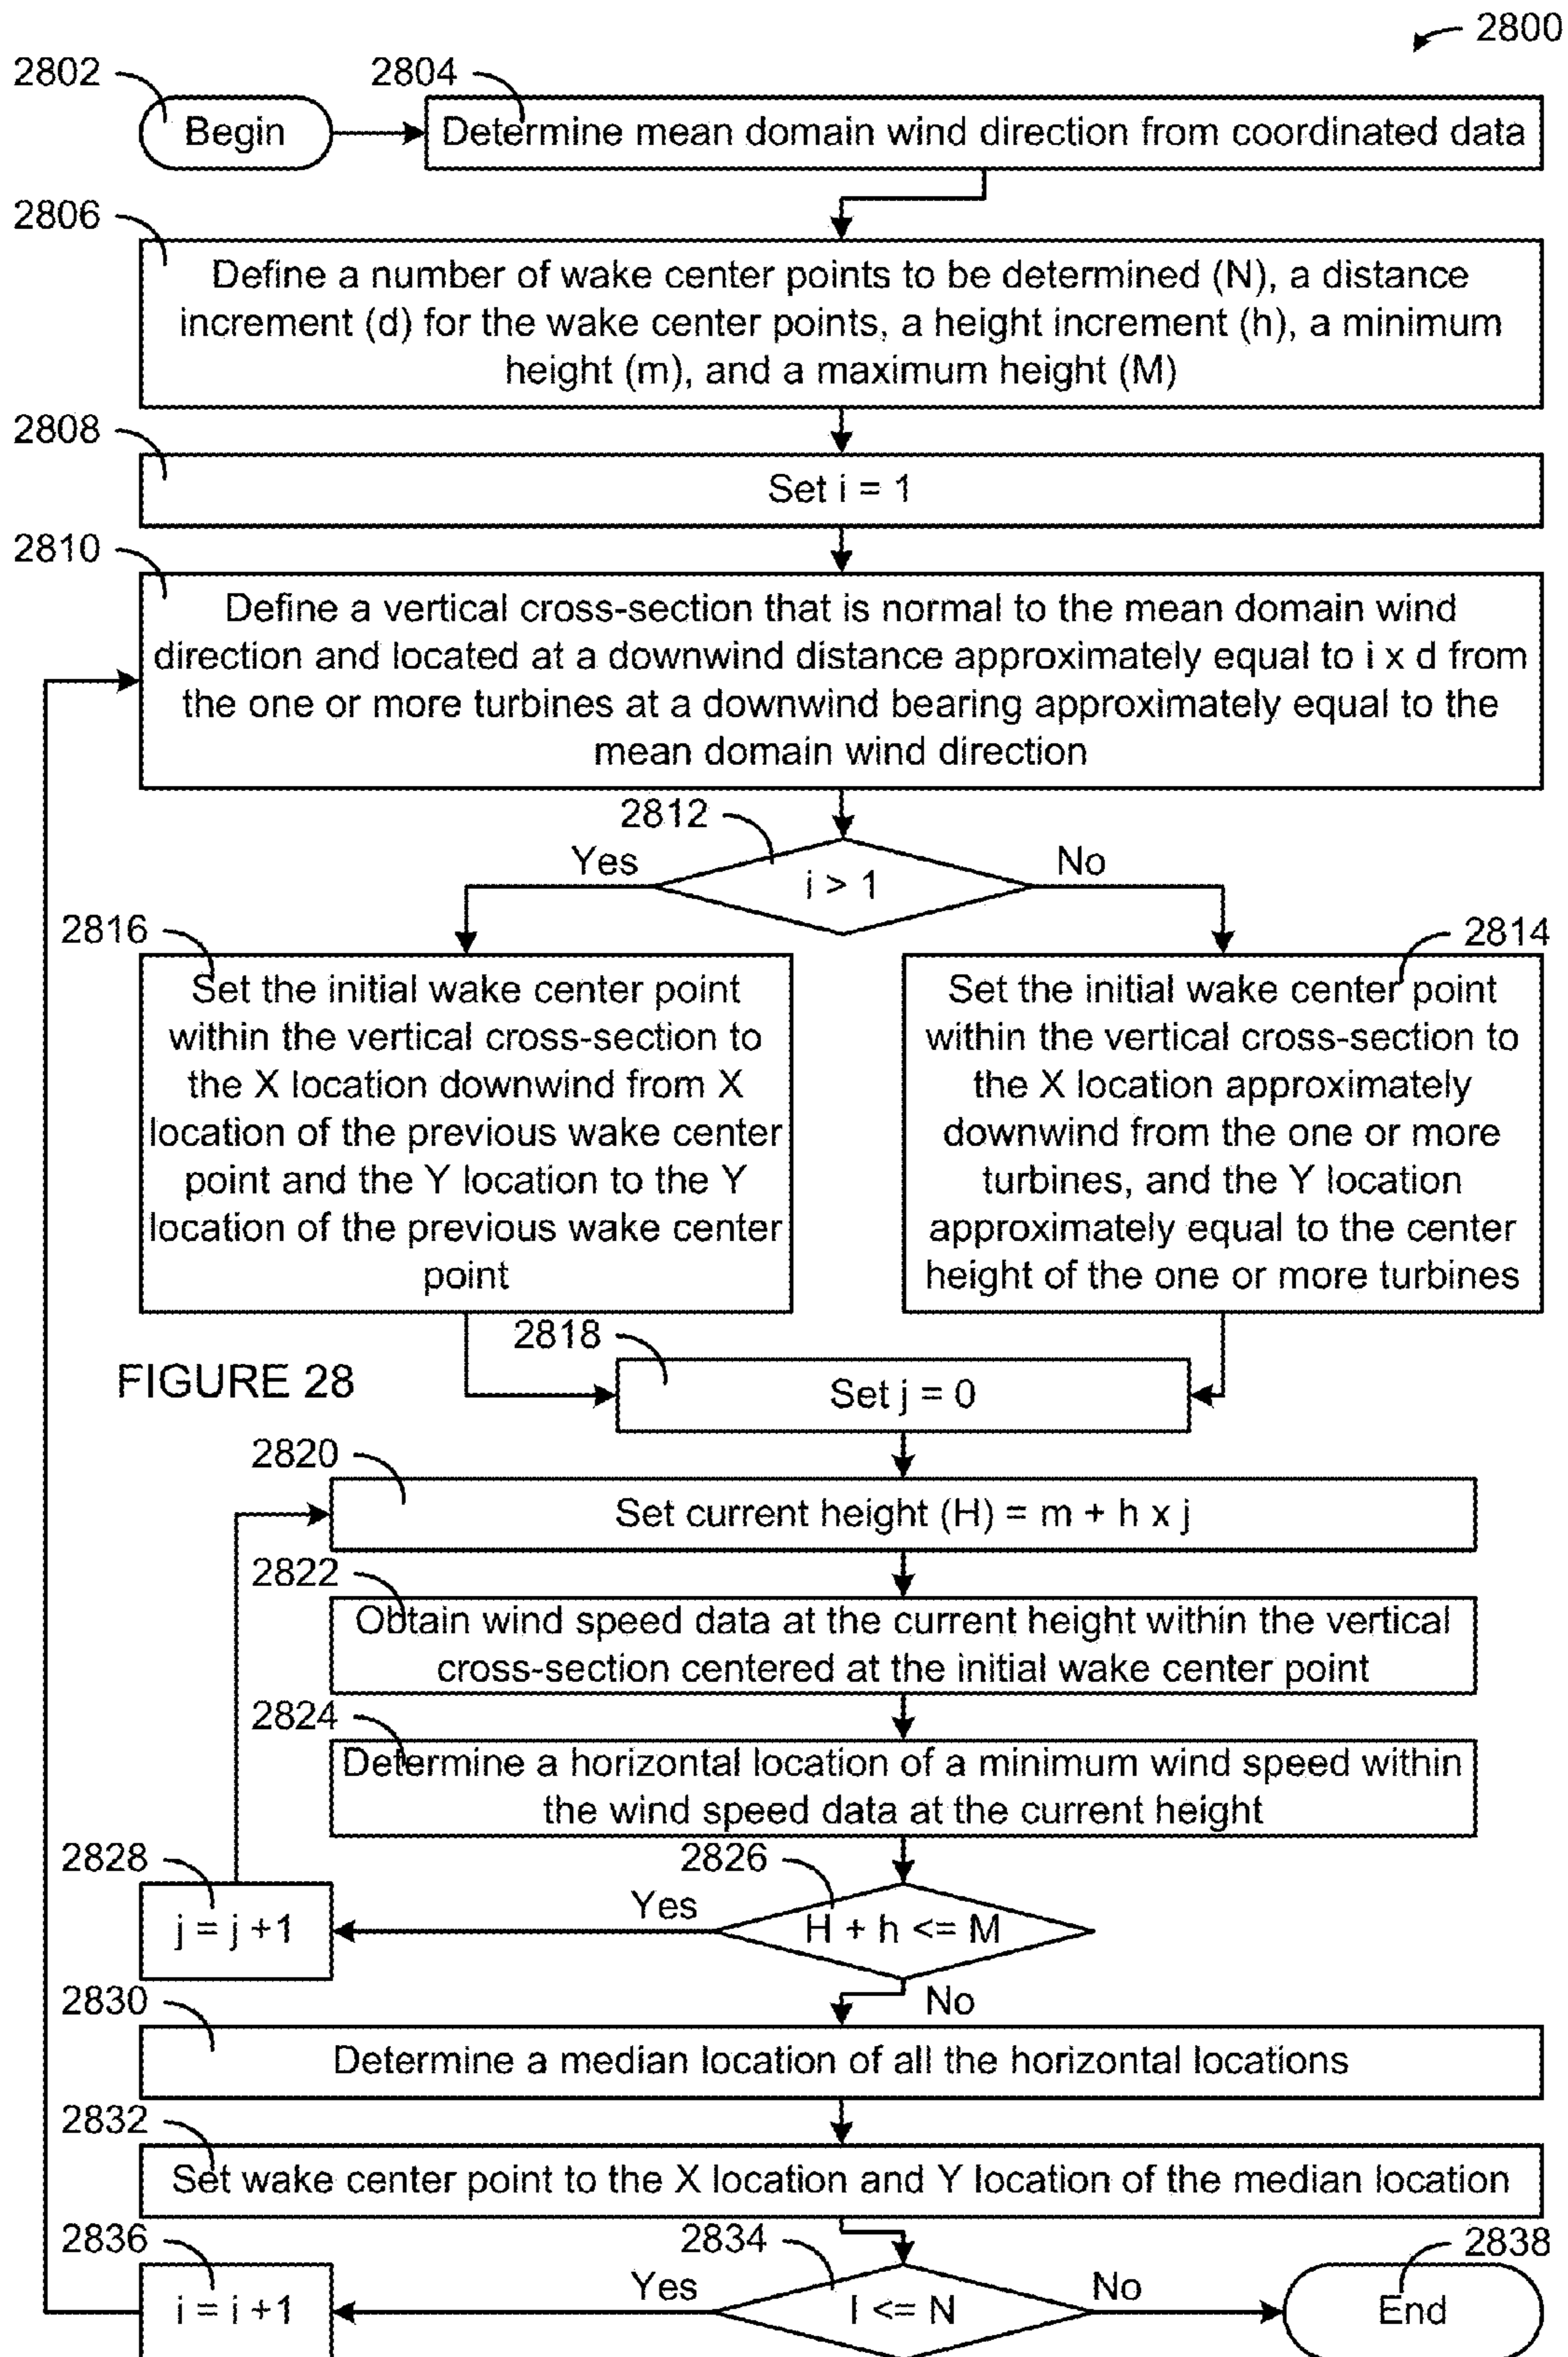 2800
2802
2804
Begin
Determine mean domain wind direction from coordinated data
2806
Define a number of wake center points to be determined (N), a distance
increment (d) for the wake center points, a height increment (h), a minimum
height (m), and a maximum height (M)
2808
Set i = 1
2810
Define a vertical cross-section that is normal to the mean domain wind
direction and located at a downwind distance approximately equal to i x d from
the one or more turbines at a downwind bearing approximately equal to the
mean domain wind direction
2812
Yes
i > 1
No
2816
Set the initial wake center point
within the vertical cross-section to
the X location downwind from X
location of the previous wake center
point and the Y location to the Y
location of the previous wake center
point
2814
Set the initial wake center point
within the vertical cross-section to
the X location approximately
downwind from the one or more
turbines, and the Y location
approximately equal to the center
height of the one or more turbines
2818
FIGURE 28
Set j = 0
2820
Set current height (H) = m + h x j
2822
Obtain wind speed data at the current height within the vertical
cross-section centered at the initial wake center point
2824
Determine a horizontal location of a minimum wind speed within
the wind speed data at the current height
2828
2826
j = j +1
Yes
H + h <= M
No
2830
Determine a median location of all the horizontal locations
2832
Set wake center point to the X location and Y location of the median location
2836
2834
2838
i = i +1
Yes
I <= N
No
End